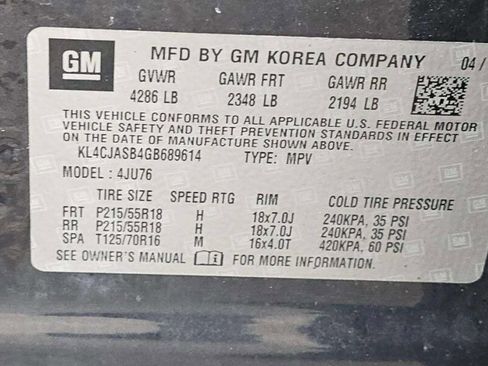 GM
MFD BY GM KOREA COMPANY 04/
GVWR GAWR FRT GAWR RR
4286 LB 2348 LB 2194 LB
THIS VEHICLE CONFORMS TO ALL APPLICABLE U.S. FEDERAL MOTOR
VEHICLE SAFETY AND THEFT PREVENTION STANDARDS IN EFFECT
ON THE DATE OF MANUFACTURE SHOWN ABOVE.
KL4CJASB4GB689614 TYPE: MPV
MODEL : 4JU76
TIRE SIZE SPEED RTG RIM COLD TIRE PRESSURE
FRT P215/55R18 H 18x7.0J 240KPA, 35 PSI
RR P215/55R18 H 18x7.0J 240KPA, 35 PSI
SPA T125/70R16 M 16x4.0T 420KPA, 60 PSI
SEE OWNER'S MANUAL FOR MORE INFORMATION.